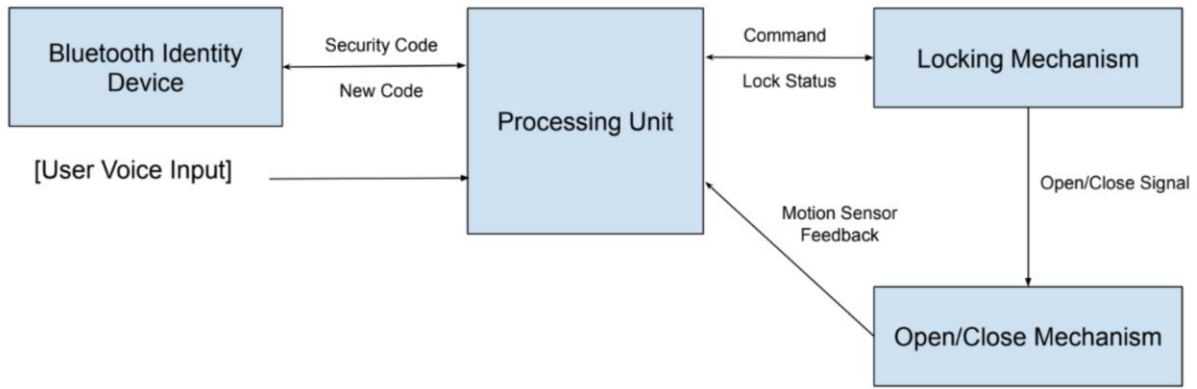 Bluetooth Identity
Device
Security Code
New Code
[User Voice Input]
Processing Unit
Command
Lock Status
Locking Mechanism
Open/Close Signal
Motion Sensor
Feedback
Open/Close Mechanism